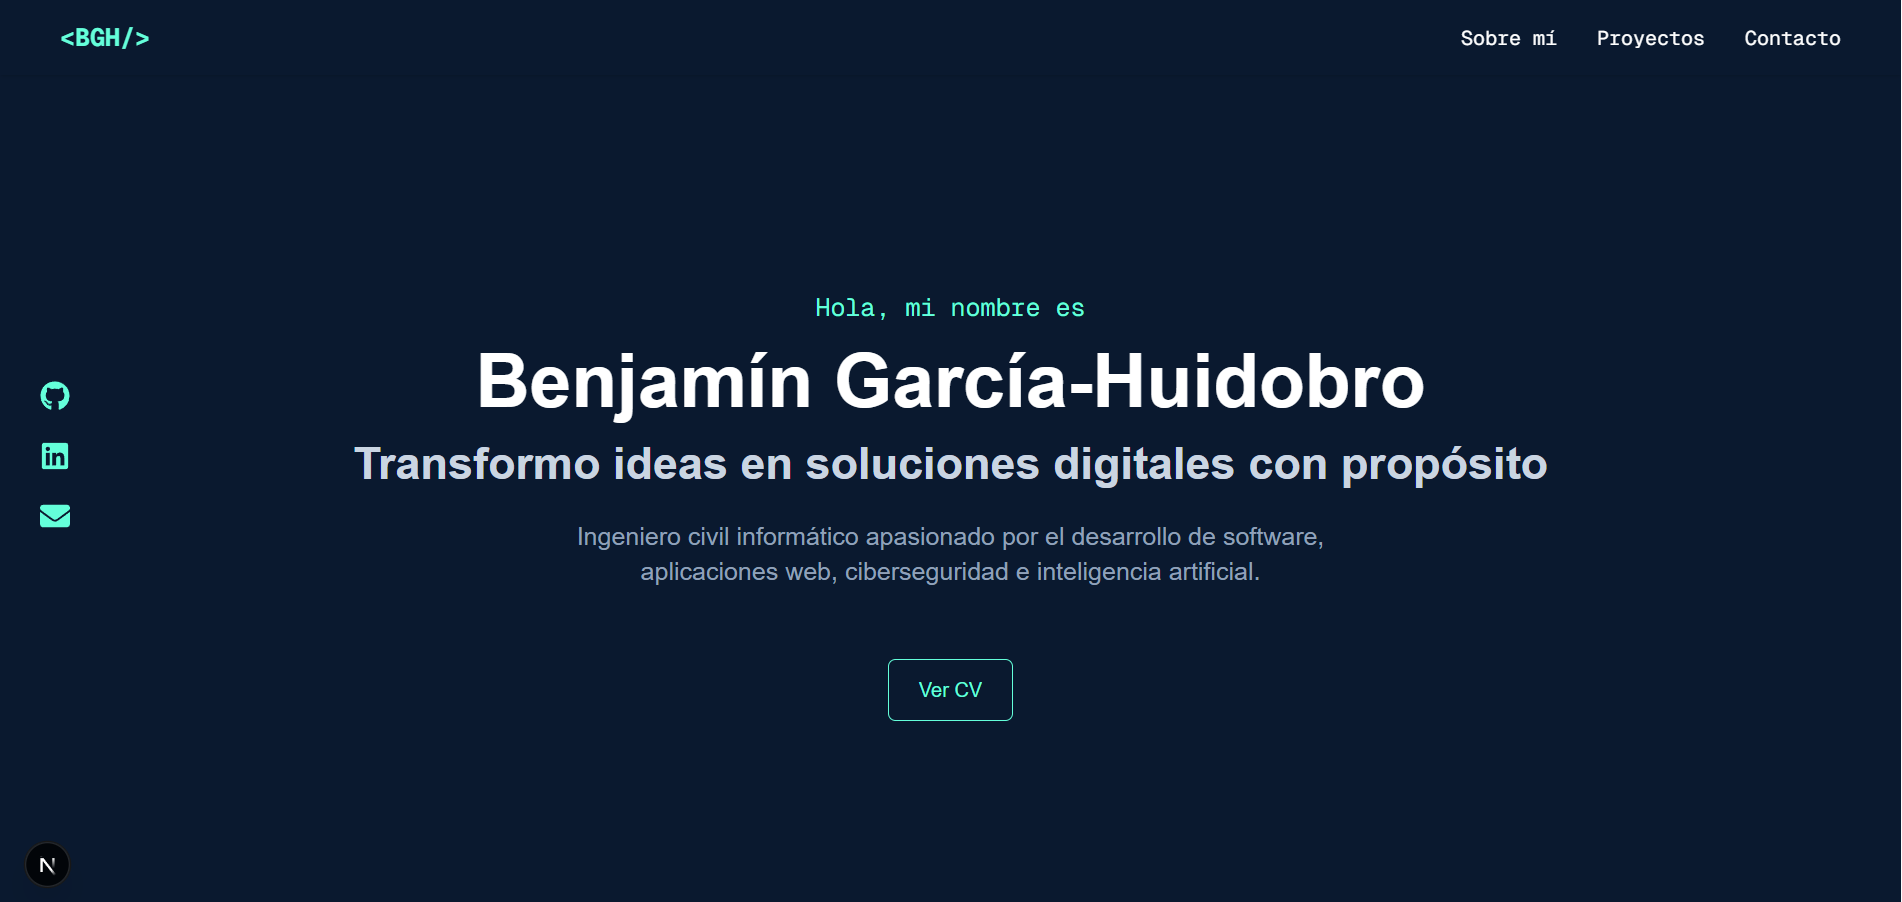 <BGH/>
Sobre mí
Proyectos
Contacto
Hola, mi nombre es
Benjamín García-Huidobro
Transformo ideas en soluciones digitales con propósito
Ingeniero civil informático apasionado por el desarrollo de software,
aplicaciones web, ciberseguridad e inteligencia artificial.
Ver CV
in
N